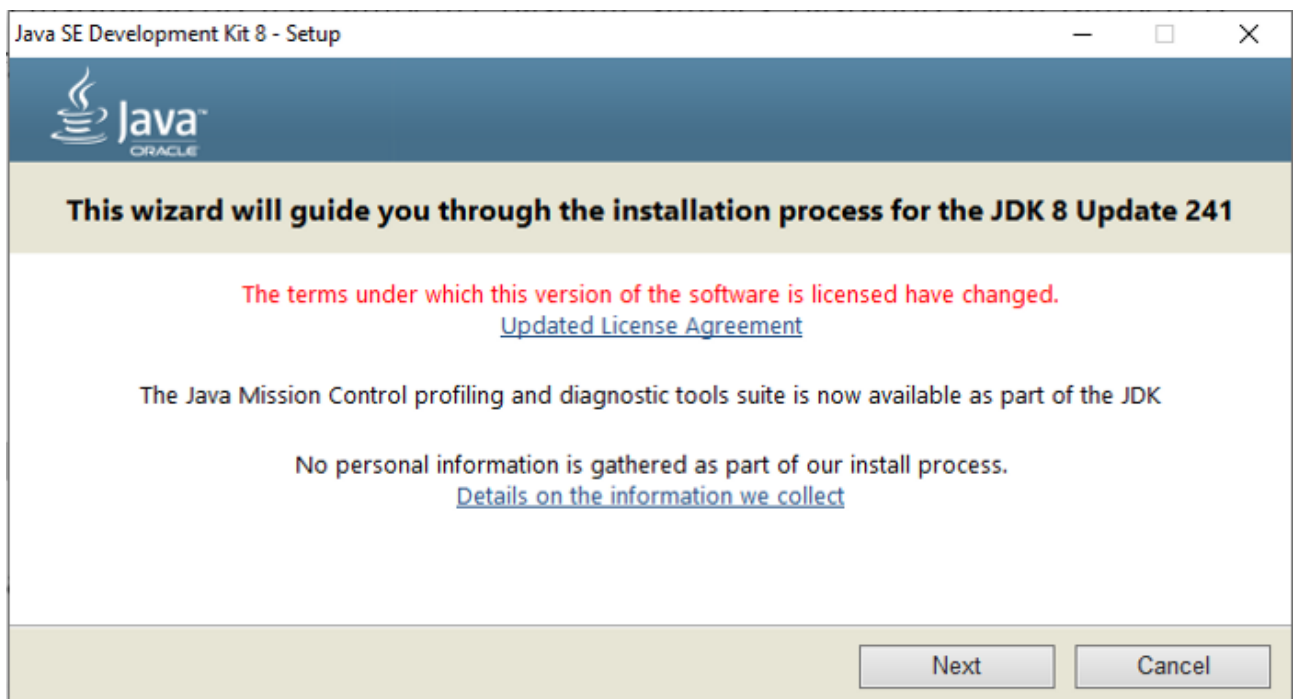 Java SE Development Kit 8 - Setup
Java™
ORACLE
This wizard will guide you through the installation process for the JDK 8 Update 241
The terms under which this version of the software is licensed have changed.
Updated License Agreement
The Java Mission Control profiling and diagnostic tools suite is now available as part of the JDK
No personal information is gathered as part of our install process.
Details on the information we collect
Next
Cancel